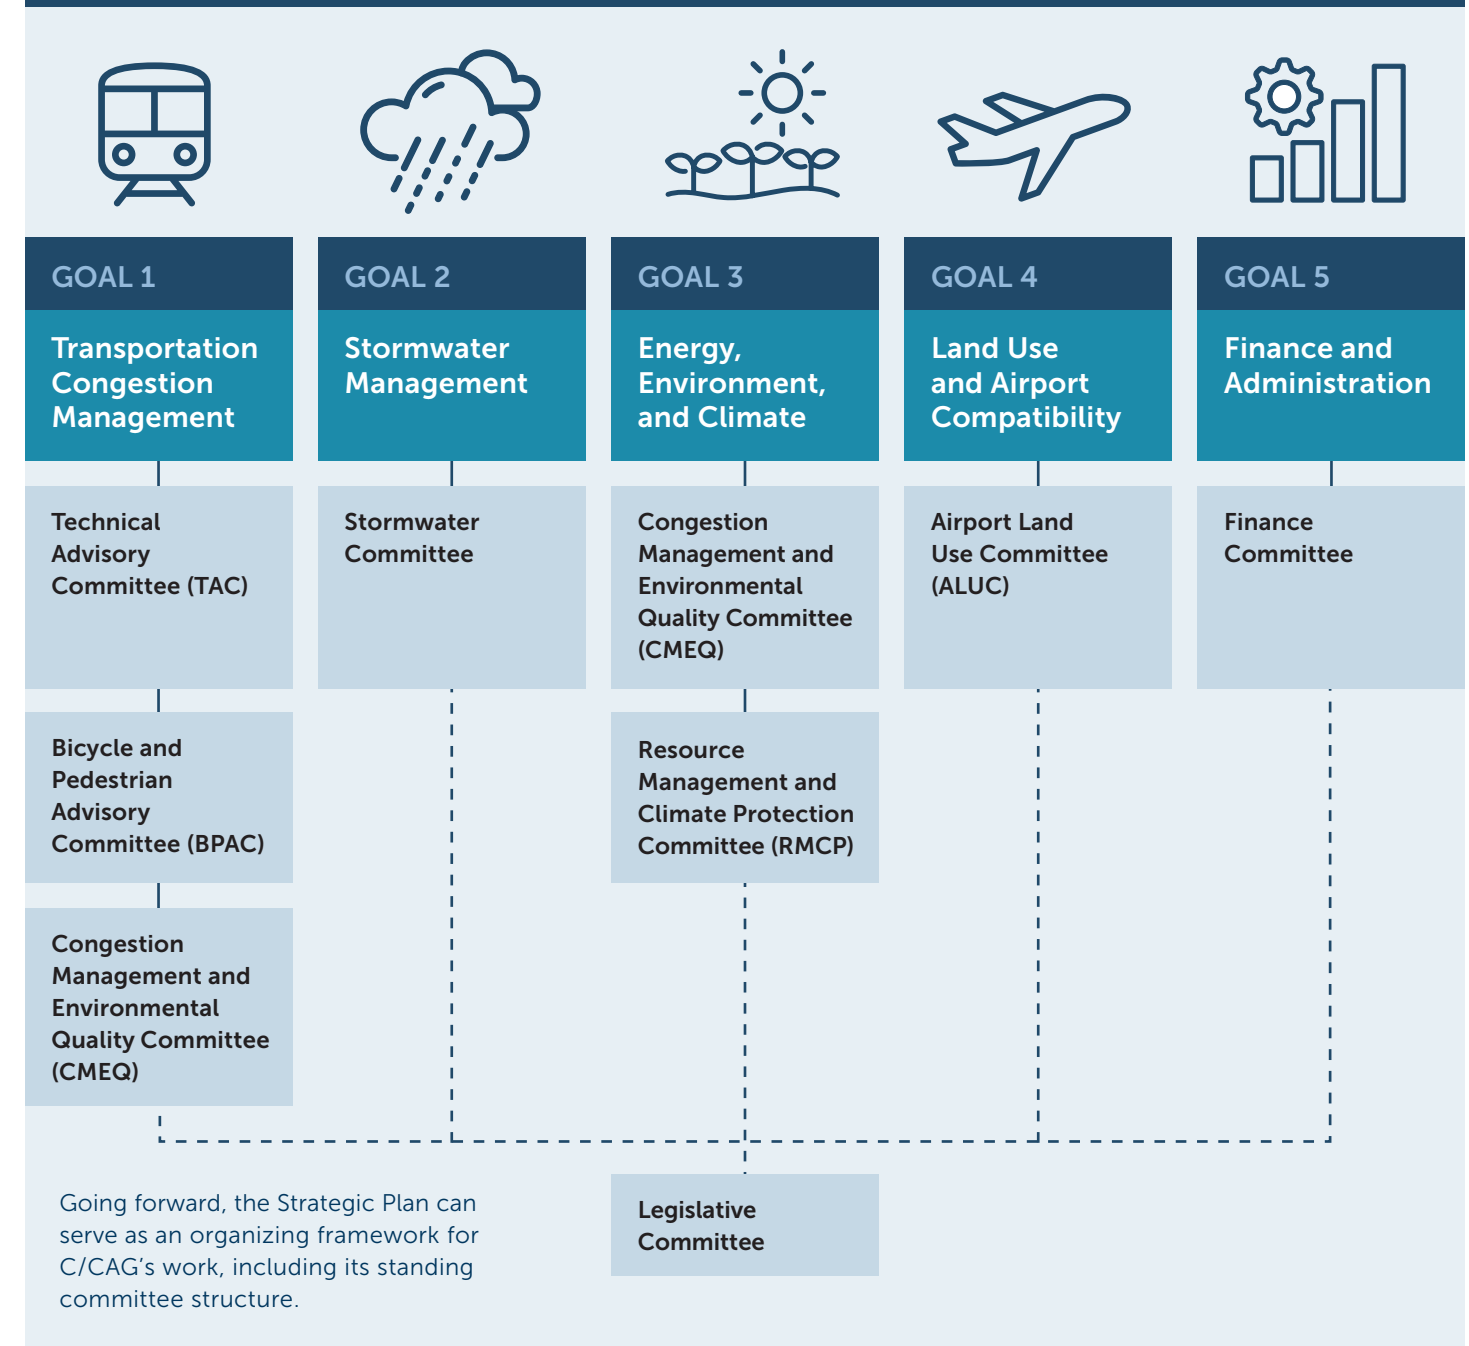 GOAL 1
Transportation
Congestion
Management
Technical
Advisory
Committee (TAC)
Bicycle and
Pedestrian
Advisory
Committee (BPAC)
Congestion
Management and
Environmental
Quality Committee
(CMEQ)
GOAL 2
Stormwater
Management
Stormwater
Committee
GOAL 3
Energy,
Environment,
and Climate
Congestion
Management and
Environmental
Quality Committee
(CMEQ)
Resource
Management and
Climate Protection
Committee (RMCP)
GOAL 4
Land Use
and Airport
Compatibility
Airport Land
Use Committee
(ALUC)
GOAL 5
Finance and
Administration
Finance
Committee
Legislative
Committee
Going forward, the Strategic Plan can
serve as an organizing framework for
C/CAG’s work, including its standing
committee structure.